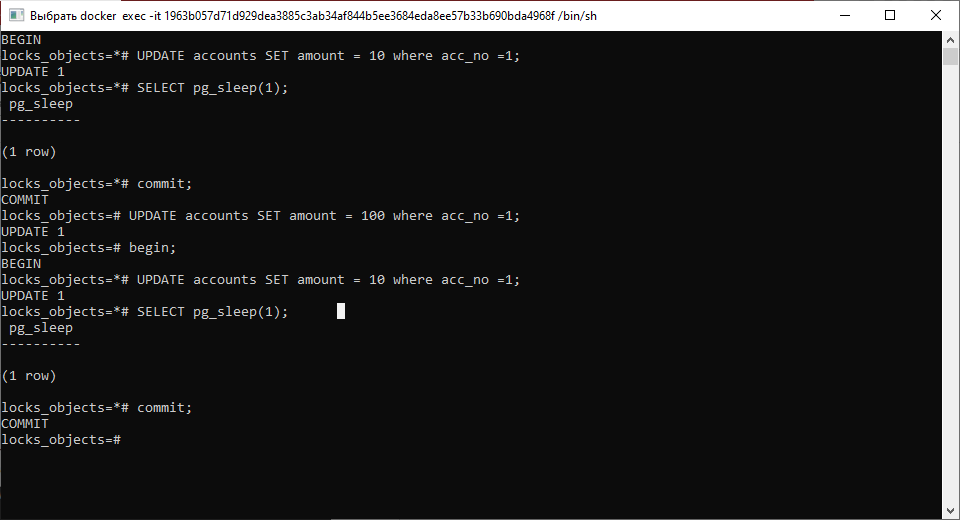 Выбрать docker exec -it 1963b057d71d929dea3885c3ab34af844b5ee3684eda8ee57b33b690bda4968f /bin/sh
BEGIN
locks_objects=*# UPDATE accounts SET amount = 10 where acc_no =1;
UPDATE 1
locks_objects=*# SELECT pg_sleep(1);
 pg_sleep
----------

(1 row)

locks_objects=*# commit;
COMMIT
locks_objects=# UPDATE accounts SET amount = 100 where acc_no =1;
UPDATE 1
locks_objects=# begin;
BEGIN
locks_objects=*# UPDATE accounts SET amount = 10 where acc_no =1;
UPDATE 1
locks_objects=*# SELECT pg_sleep(1);
 pg_sleep
----------

(1 row)

locks_objects=*# commit;
COMMIT
locks_objects=#